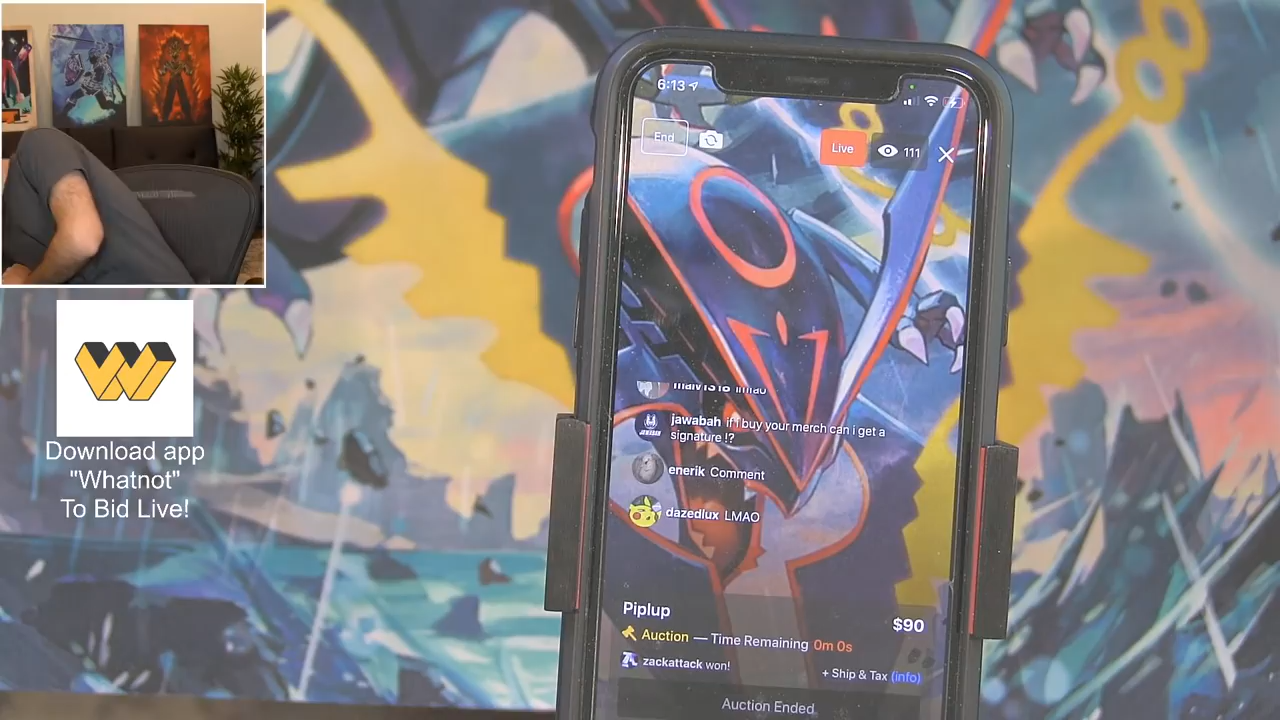 Download app
"Whatnot"
To Bid Live!
6:13
End
Live
111
lmao
jawabah if i buy your merch can i get a
signature !?
enerik Comment
dazedlux LMAO
Piplup
$90
Auction — Time Remaining 0m 0s
zackattack won!
+ Ship & Tax (info)
Auction Ended